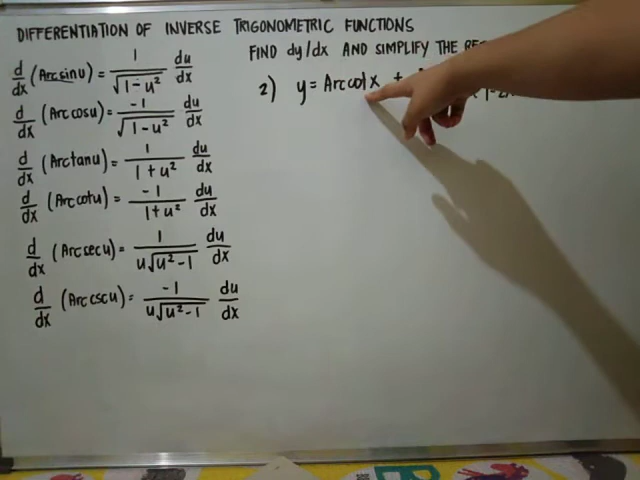 DIFFERENTIATION OF INVERSE TRIGONOMETRIC FUNCTIONS
FIND dy/dx AND SIMPLIFY THE
2) y = Arccotx +
d/dx (Arcsinu) = 1/√(1-u²) du/dx
d/dx (Arccosu) = -1/√(1-u²) du/dx
d/dx (Arctanu) = 1/(1+u²) du/dx
d/dx (Arccotu) = -1/(1+u²) du/dx
d/dx (Arcsecu) = 1/(u√(u²-1)) du/dx
d/dx (Arccscu) = -1/(u√(u²-1)) du/dx